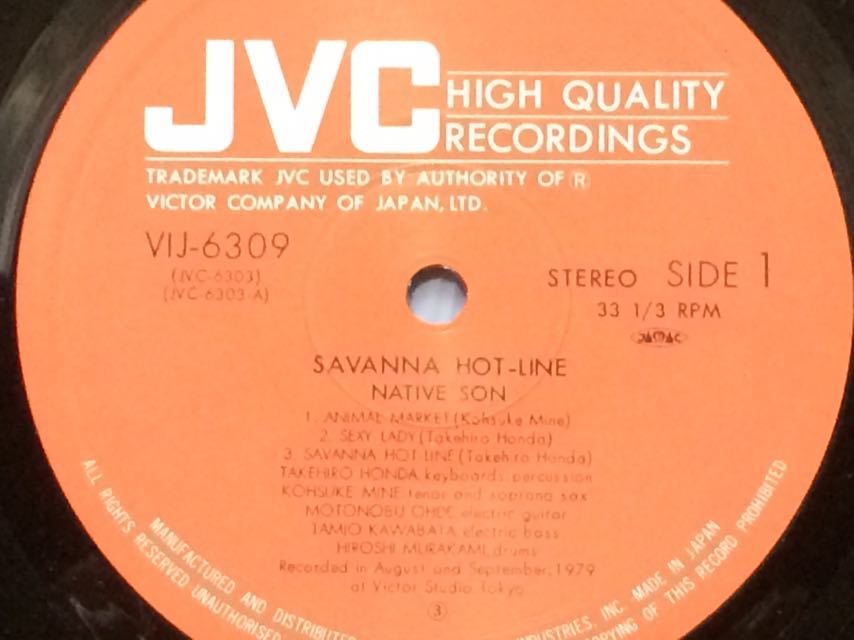 JVC HIGH QUALITY
RECORDINGS
TRADEMARK JVC USED BY AUTHORITY OF ®
VICTOR COMPANY OF JAPAN, LTD.
VIJ-6309
(JVC-6303)
(JVC-6303-A)
STEREO SIDE 1
33 1/3 RPM
SAVANNA HOT-LINE
NATIVE SON
1. ANIMAL MARKET (Kohsuke Mine)
2. SEXY LADY (Takehiro Honda)
3. SAVANNA HOT LINE (Takehiro Honda)
TAKEHIRO HONDA, keyboards, percussion
KOHSUKE MINE, tenor and soprano sax
MOTONOBU OHDE, electric guitar
TAMIO KAWABATA, electric bass
HIROSHI MURAKAMI, drums
Recorded in August and September, 1979
at Victor Studio, Tokyo
3
MANUFACTURED AND DISTRIBUTED INDUSTRIES, INC. MADE IN JAPAN
ALL RIGHTS RESERVED UNAUTHORISED COPYING OF THIS RECORD PROHIBITED